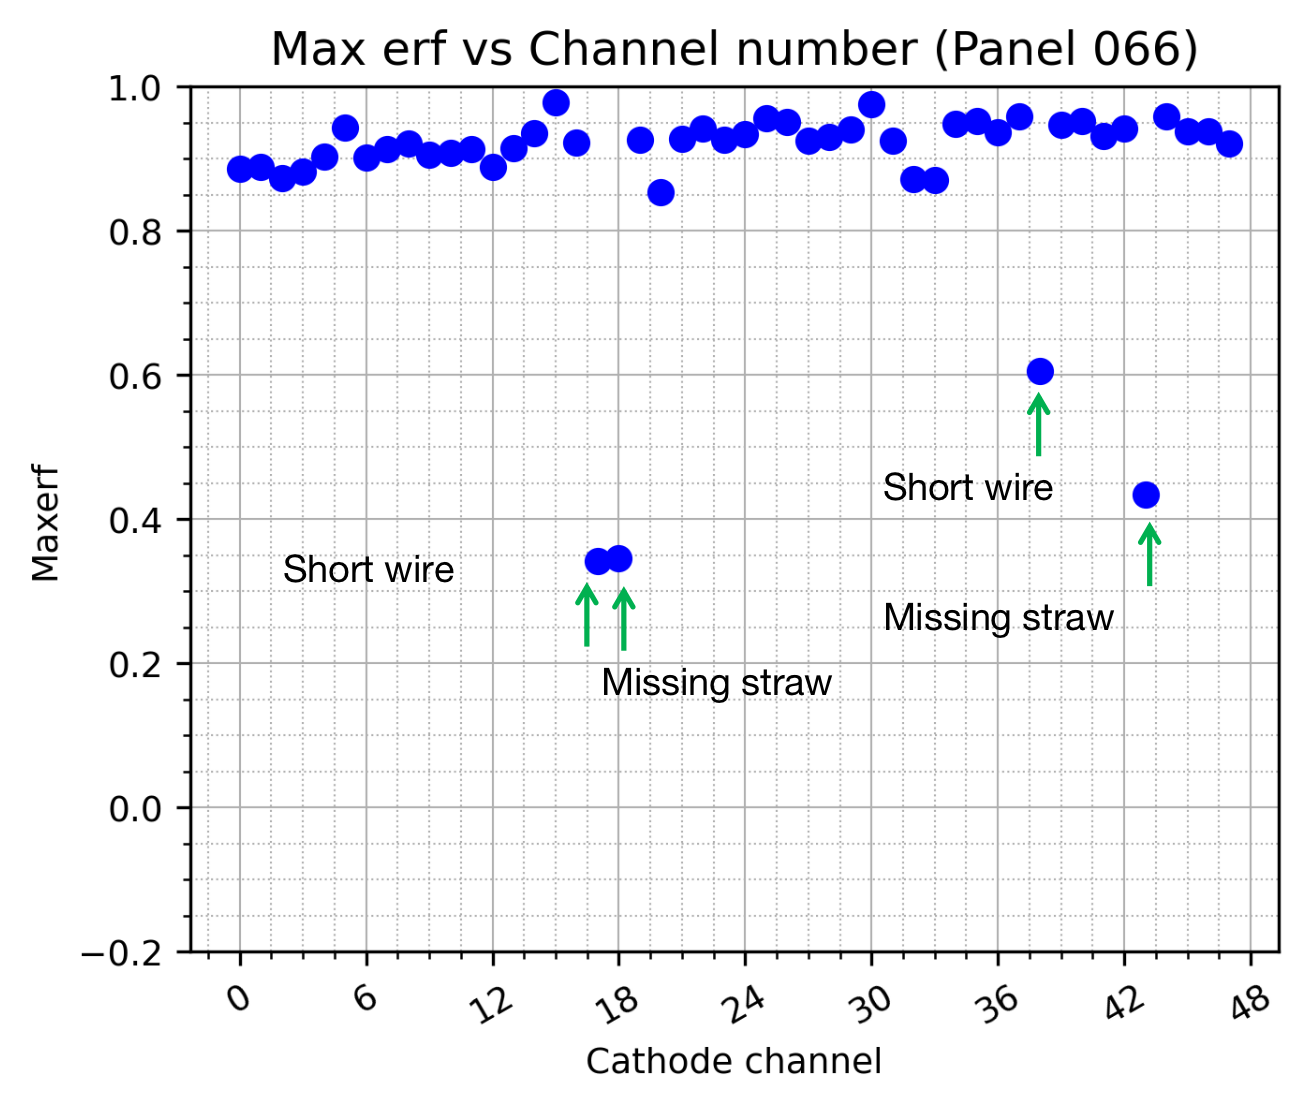 Max erf vs Channel number (Panel 066)
1.0
0.8
0.6
0.4
0.2
0.0
−0.2
Maxerf
Short wire
Missing straw
Short wire
Missing straw
0 6 12 18 24 30 36 42 48
Cathode channel